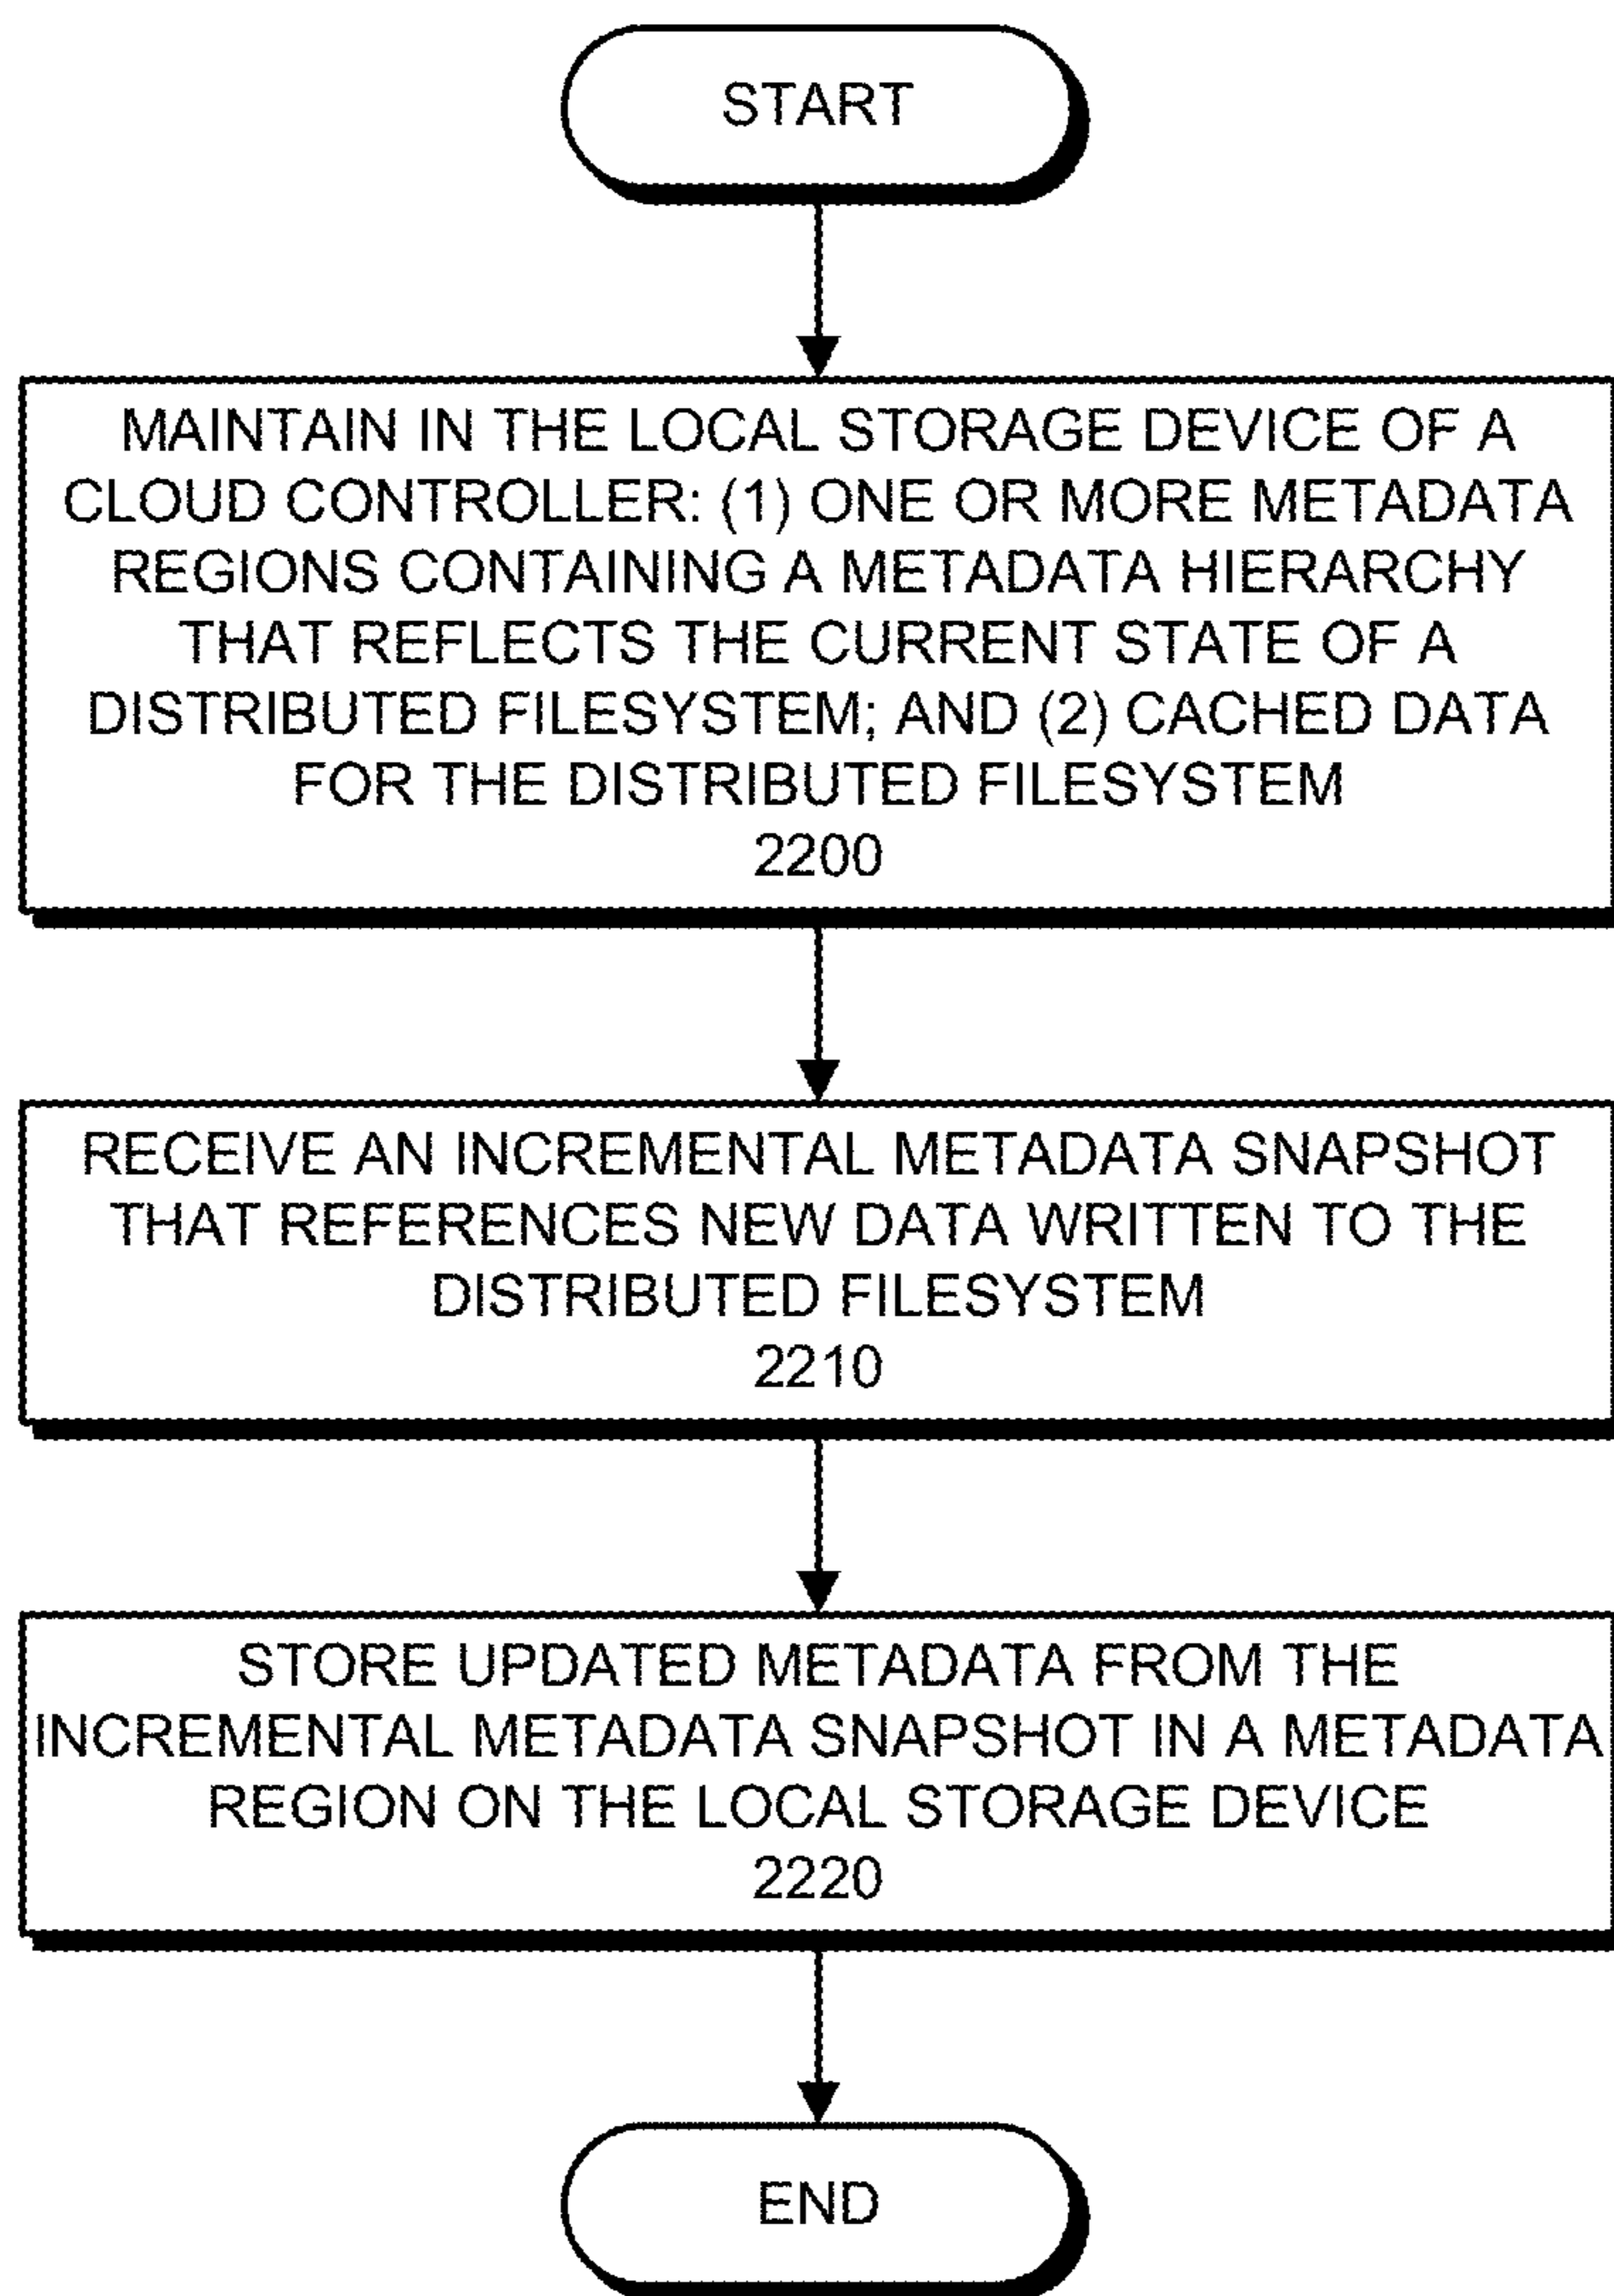 START
MAINTAIN IN THE LOCAL STORAGE DEVICE OF A
CLOUD CONTROLLER: (1) ONE OR MORE METADATA
REGIONS CONTAINING A METADATA HIERARCHY
THAT REFLECTS THE CURRENT STATE OF A
DISTRIBUTED FILESYSTEM; AND (2) CACHED DATA
FOR THE DISTRIBUTED FILESYSTEM
2200
RECEIVE AN INCREMENTAL METADATA SNAPSHOT
THAT REFERENCES NEW DATA WRITTEN TO THE
DISTRIBUTED FILESYSTEM
2210
STORE UPDATED METADATA FROM THE
INCREMENTAL METADATA SNAPSHOT IN A METADATA
REGION ON THE LOCAL STORAGE DEVICE
2220
END